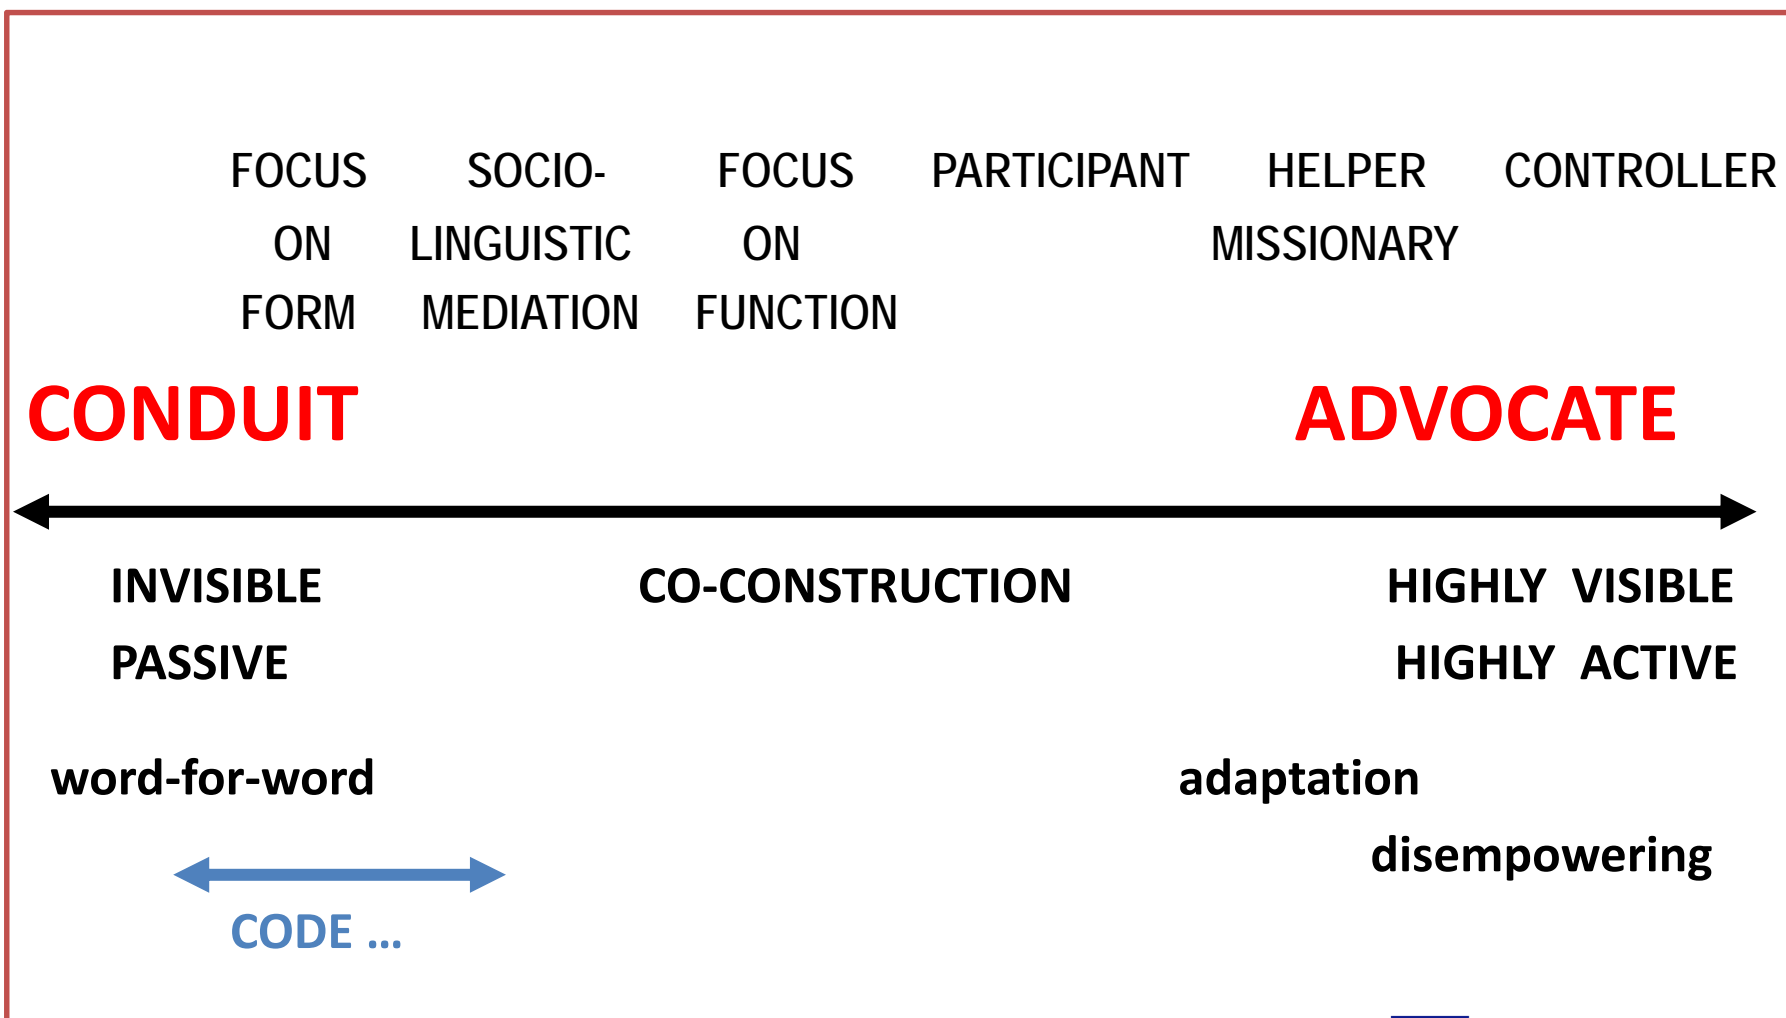 FOCUS SOCIO- FOCUS PARTICIPANT HELPER CONTROLLER
ON LINGUISTIC ON MISSIONARY
FORM MEDIATION FUNCTION
CONDUIT ADVOCATE
INVISIBLE CO-CONSTRUCTION HIGHLY VISIBLE
PASSIVE HIGHLY ACTIVE
word-for-word adaptation
disempowering
CODE ...